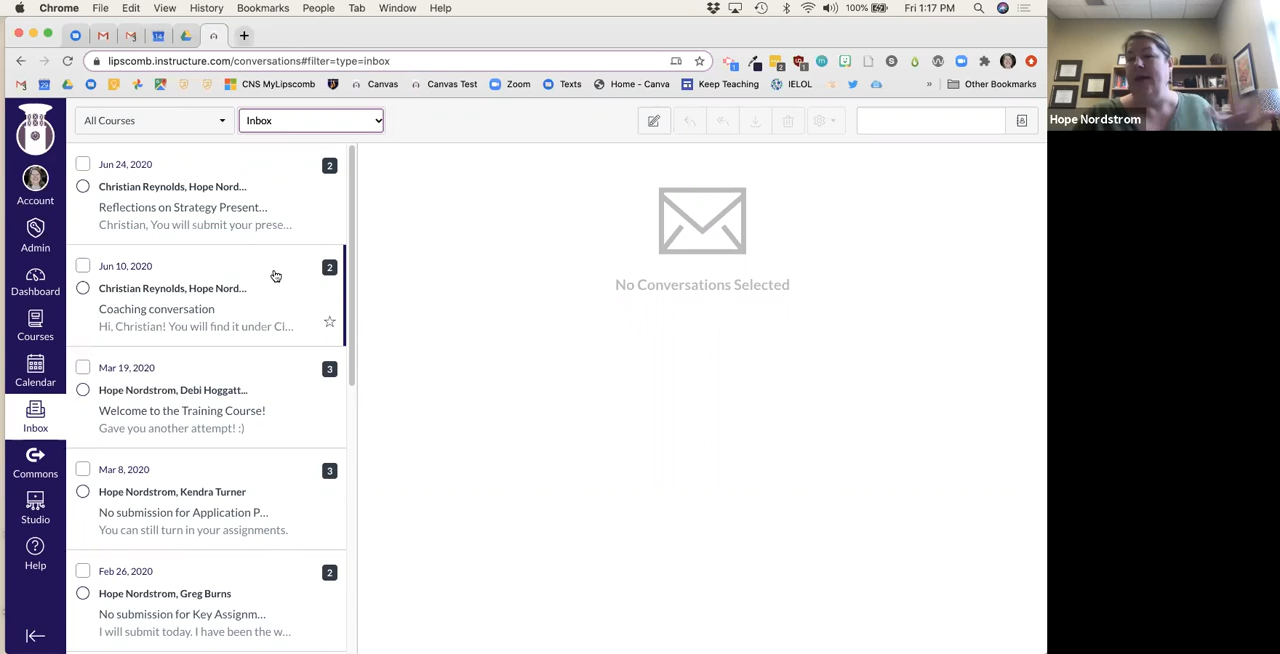 Chrome File Edit View History Bookmarks People Tab Window Help 100% Fri 1:17 PM
lipscomb.instructure.com/conversations#filter=type=inbox
CNS MyLipscomb Canvas Canvas Test Zoom Texts Home - Canva Keep Teaching IELOL » Other Bookmarks
Hope Nordstrom
All Courses Inbox
Account
Admin
Dashboard
Courses
Calendar
Inbox
Commons
Studio
Help
Jun 24, 2020 2
Christian Reynolds, Hope Nord...
Reflections on Strategy Present...
Christian, You will submit your prese...
Jun 10, 2020 2
Christian Reynolds, Hope Nord...
Coaching conversation
Hi, Christian! You will find it under Cl...
Mar 19, 2020 3
Hope Nordstrom, Debi Hoggatt...
Welcome to the Training Course!
Gave you another attempt! :)
Mar 8, 2020 3
Hope Nordstrom, Kendra Turner
No submission for Application P...
You can still turn in your assignments.
Feb 26, 2020 2
Hope Nordstrom, Greg Burns
No submission for Key Assignm...
I will submit today. I have been the w...
No Conversations Selected